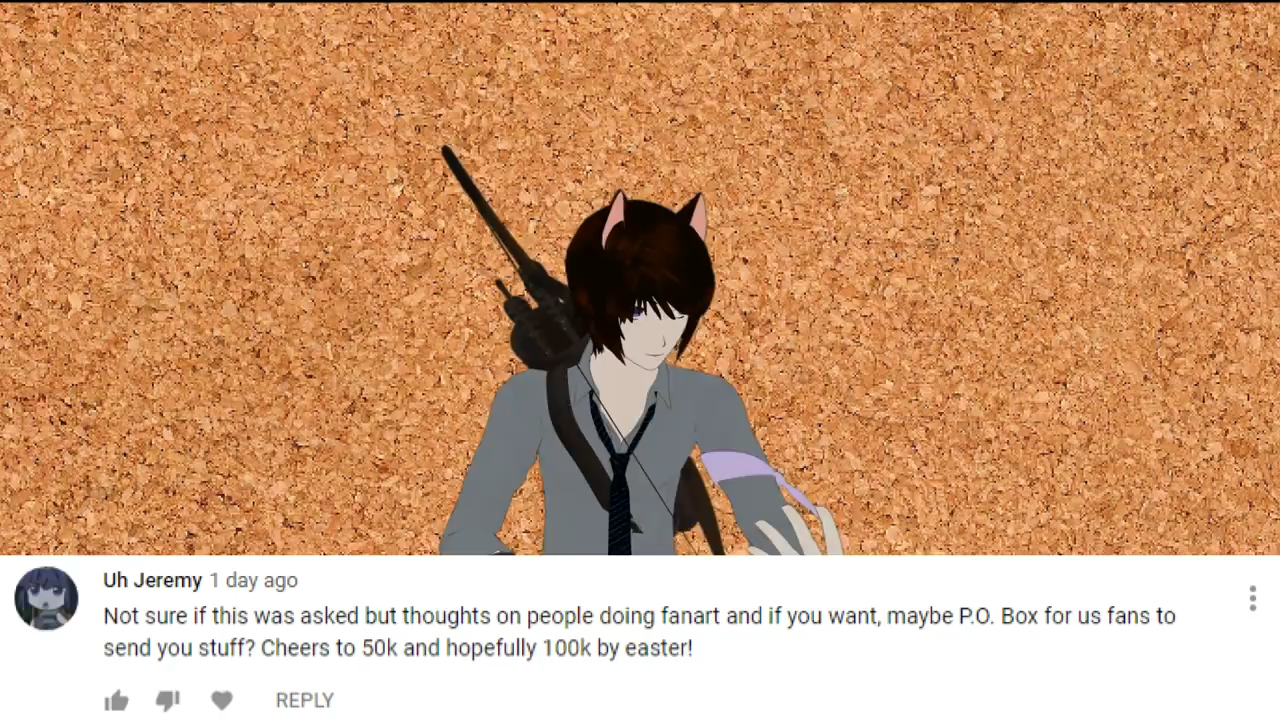 Uh Jeremy 1 day ago
Not sure if this was asked but thoughts on people doing fanart and if you want, maybe P.O. Box for us fans to
send you stuff? Cheers to 50k and hopefully 100k by easter!
REPLY